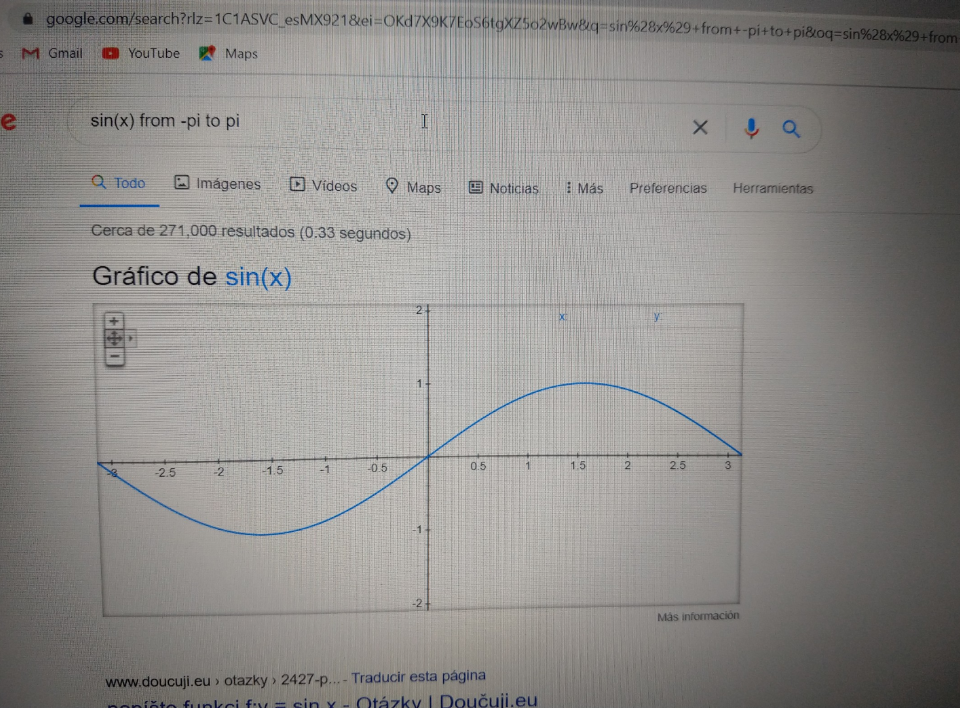 google.com/search?rlz=1C1ASVC_esMX921&ei=OKd7X9K7EoS6tgXZ5o2wBw&q=sin%28x%29+from+-pi+to+pi&oq=sin%28x%29+from
s Gmail YouTube Maps
e sin(x) from -pi to pi
Todo Imágenes Videos Maps Noticias Más Preferencias Herramientas
Cerca de 271,000 resultados (0.33 segundos)
Gráfico de sin(x)
+
−
2 x: y:
1
-3 -2.5 -2 -1.5 -1 -0.5 0.5 1 1.5 2 2.5 3
-1
-2
Más información
www.doucuji.eu › otazky › 2427-p... - Traducir esta página
popište funkci f:y = sin x - Otázky | Doučuji.eu